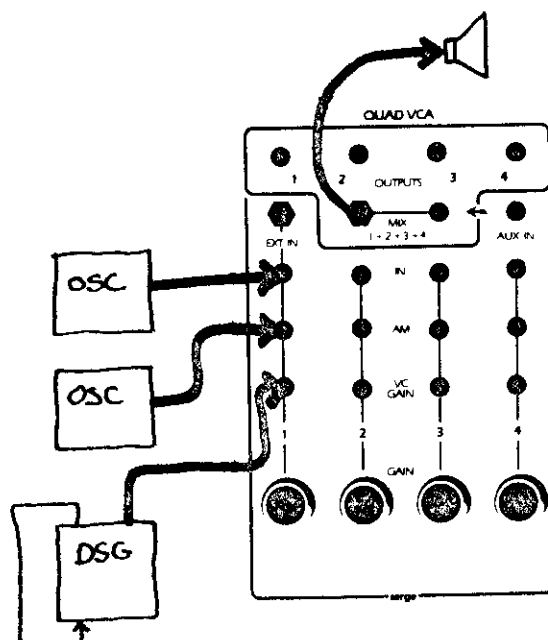 QUAD VCA
1 2 3 4
OUTPUTS
MIX
1 + 2 + 3 + 4
EXT IN
AUX IN
OSC
IN
AM
OSC
VC
GAIN
1 2 3 4
GAIN
DSG
serge